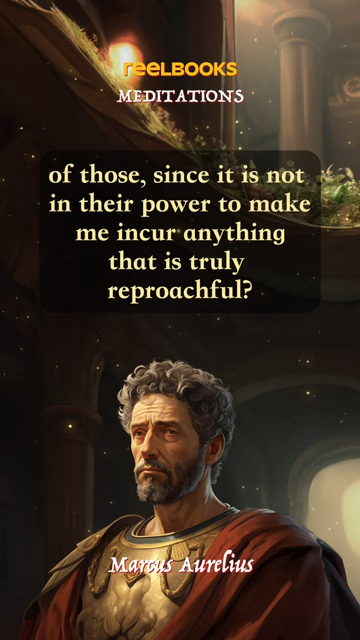 reelBOOKS
MEDITATIONS
of those, since it is not
in their power to make
me incur anything
that is truly
reproachful?
Marcus Aurelius